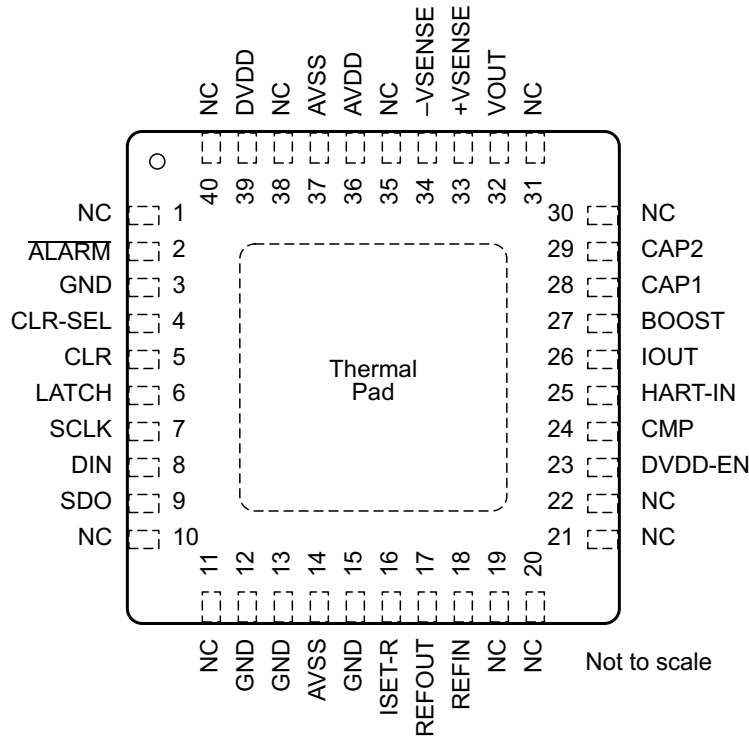 NC
DVDD
NC
AVSS
AVDD
NC
–VSENSE
+VSENSE
VOUT
NC
40
39
38
37
36
35
34
33
32
31
NC 1
ALARM 2
GND 3
CLR-SEL 4
CLR 5
LATCH 6
SCLK 7
DIN 8
SDO 9
NC 10
Thermal
Pad
30 NC
29 CAP2
28 CAP1
27 BOOST
26 IOUT
25 HART-IN
24 CMP
23 DVDD-EN
22 NC
21 NC
11
12
13
14
15
16
17
18
19
20
NC
GND
GND
AVSS
GND
ISET-R
REFOUT
REFIN
NC
NC
Not to scale